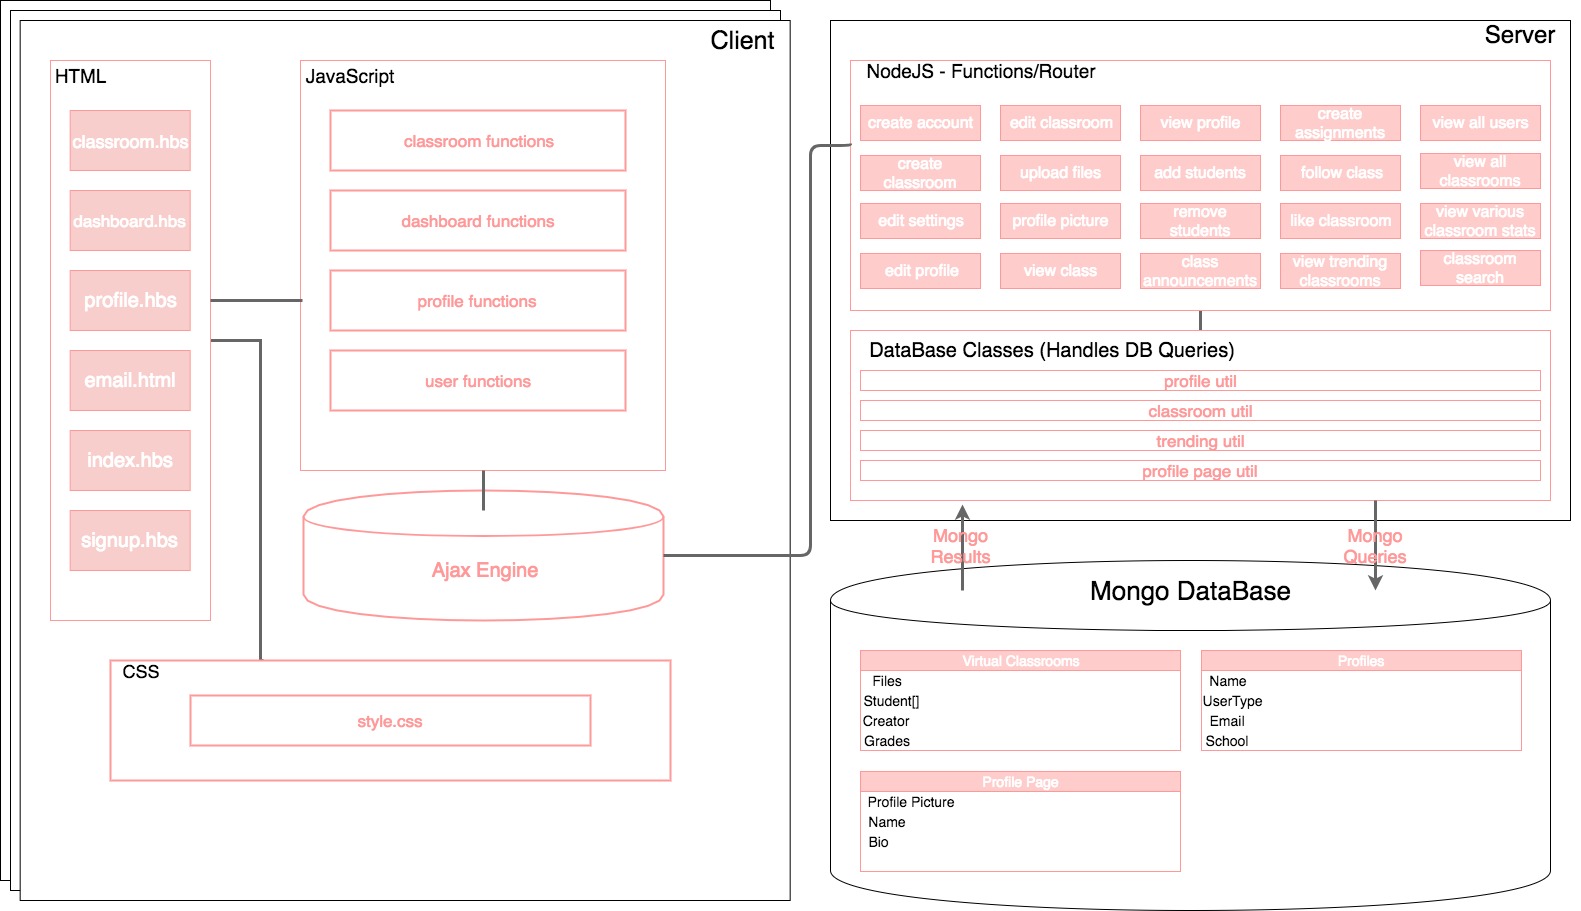 Client
HTML
classroom.hbs
dashboard.hbs
profile.hbs
email.html
index.hbs
signup.hbs
JavaScript
classroom functions
dashboard functions
profile functions
user functions
Ajax Engine
CSS
style.css
Server
NodeJS - Functions/Router
create account
edit classroom
view profile
create
assignments
view all users
create
classroom
upload files
add students
follow class
view all
classrooms
edit settings
profile picture
remove
students
like classroom
view various
classroom stats
edit profile
view class
class
announcements
view trending
classrooms
classroom
search
DataBase Classes (Handles DB Queries)
profile util
classroom util
trending util
profile page util
Mongo
Results
Mongo
Queries
Mongo DataBase
Virtual Classrooms
Files
Student[]
Creator
Grades
Profiles
Name
UserType
Email
School
Profile Page
Profile Picture
Name
Bio